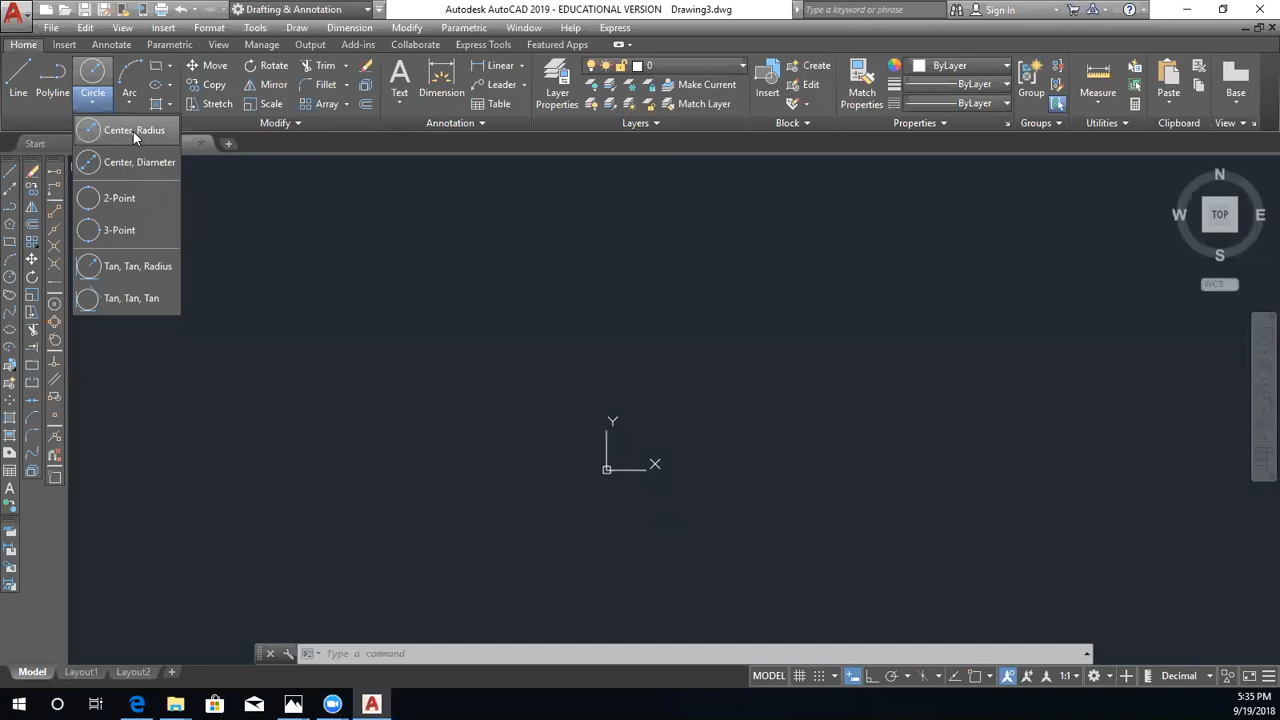 Drafting & Annotation
Autodesk AutoCAD 2019 - EDUCATIONAL VERSION Drawing3.dwg
Type a keyword or phrase
Sign In
File Edit View Insert Format Tools Draw Dimension Modify Parametric Window Help Express
Home Insert Annotate Parametric View Manage Output Add-ins Collaborate Express Tools Featured Apps
Line Polyline Circle Arc
Move Rotate Trim
Copy Mirror Fillet
Stretch Scale Array
Text Dimension
Linear
Leader
Table
Layer Properties
0
Make Current
Match Layer
Insert
Create
Edit
Match Properties
ByLayer
ByLayer
ByLayer
Group
Measure
Paste
Base
Modify Annotation Layers Block Properties Groups Utilities Clipboard
Start
Center, Radius
Center, Diameter
2-Point
3-Point
Tan, Tan, Radius
Tan, Tan, Tan
N
W TOP E
S
WCS
Y
X
Type a command
Model Layout1 Layout2
MODEL
1:1
Decimal
5:35 PM
9/19/2018